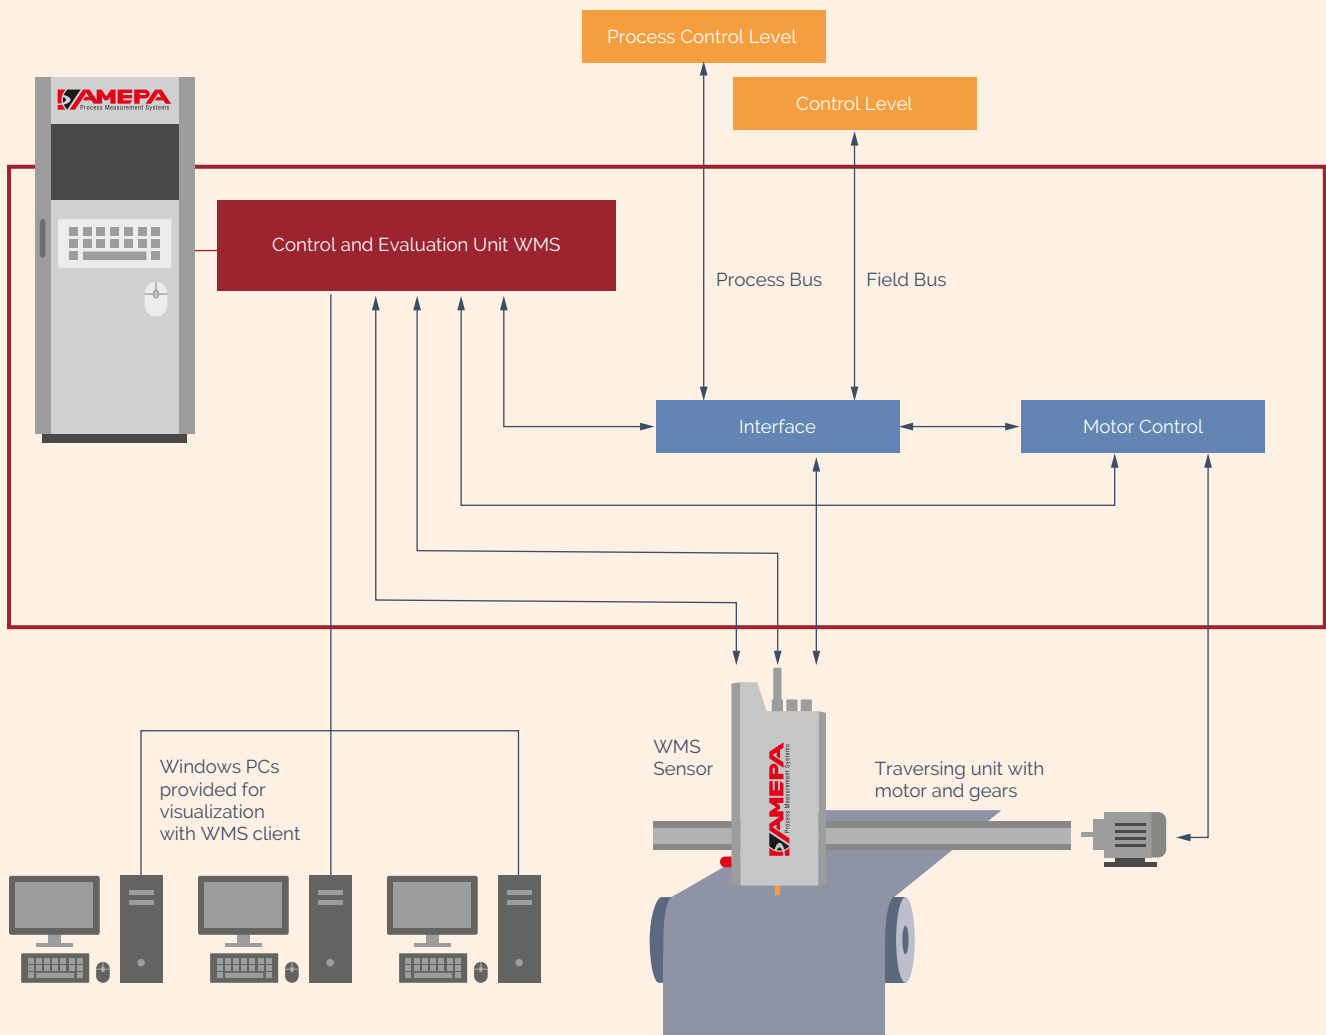 Process Control Level
AMEPA
Process Measurement Systems
Control Level
Control and Evaluation Unit WMS
Process Bus
Field Bus
Interface
Motor Control
WMS
Sensor
AMEPA
Process Measurement Systems
Traversing unit with
motor and gears
Windows PCs
provided for
visualization
with WMS client